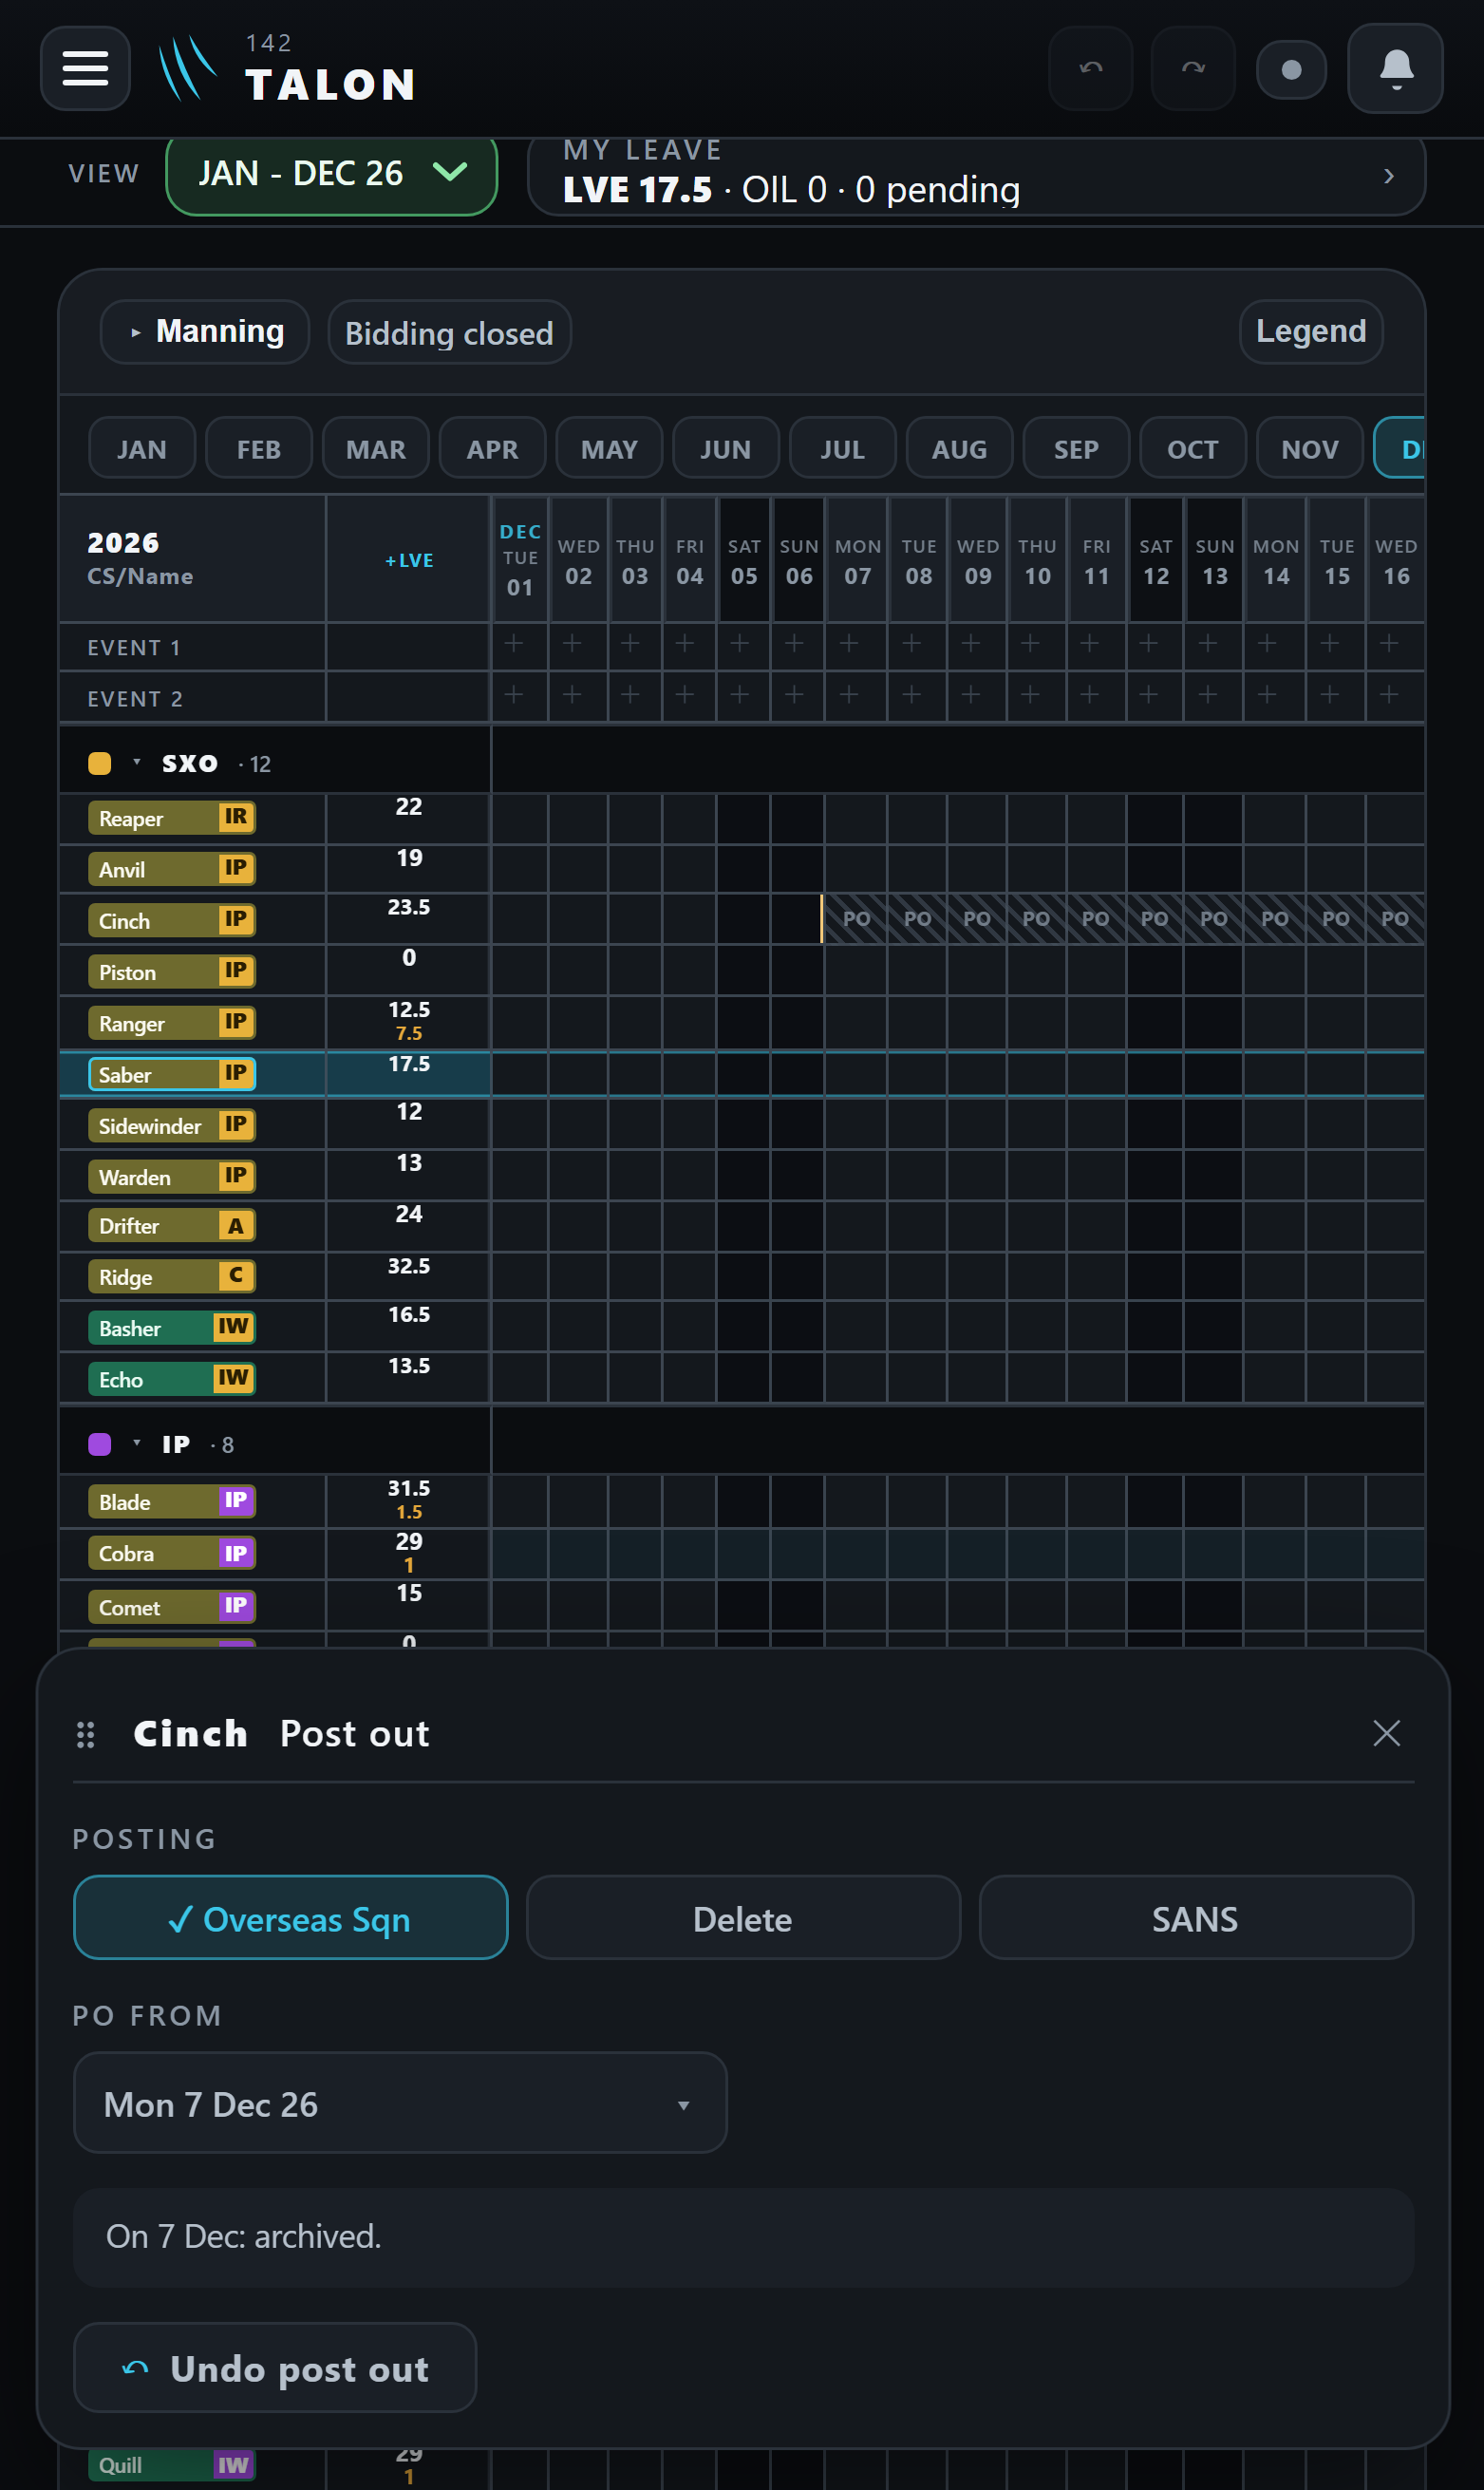 142
TALON
VIEW
JAN - DEC 26
MY LEAVE
LVE 17.5 · OIL 0 · 0 pending
Manning
Bidding closed
Legend
JAN FEB MAR APR MAY JUN JUL AUG SEP OCT NOV
2026
CS/Name
+LVE
DEC
TUE WED THU FRI SAT SUN MON TUE WED THU FRI SAT SUN MON TUE WED
01 02 03 04 05 06 07 08 09 10 11 12 13 14 15 16
EVENT 1 + + + + + + + + + + + + + + + +
EVENT 2 + + + + + + + + + + + + + + + +
SXO · 12
Reaper IR 22
Anvil IP 19
Cinch IP 23.5 PO PO PO PO PO PO PO PO PO PO
Piston IP 0
Ranger IP 12.5
7.5
Saber IP 17.5
Sidewinder IP 12
Warden IP 13
Drifter A 24
Ridge C 32.5
Basher IW 16.5
Echo IW 13.5
IP · 8
Blade IP 31.5
1.5
Cobra IP 29
1
Comet IP 15
0
Cinch Post out
POSTING
✓ Overseas Sqn
Delete
SANS
PO FROM
Mon 7 Dec 26
On 7 Dec: archived.
Undo post out
Quill IW 29
1